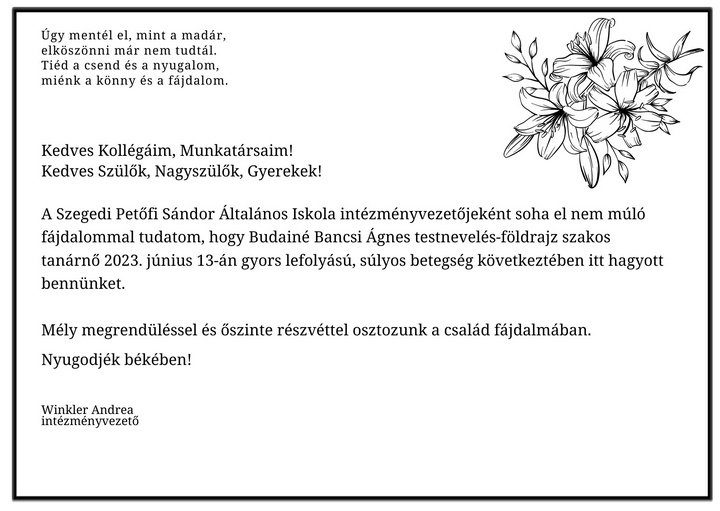 Úgy mentél el, mint a madár,
elköszönni már nem tudtál.
Tiéd a csend és a nyugalom,
miénk a könny és a fájdalom.
Kedves Kollégáim, Munkatársaim!
Kedves Szülők, Nagyszülők, Gyerekek!
A Szegedi Petőfi Sándor Általános Iskola intézményvezetőjeként soha el nem múló
fájdalommal tudatom, hogy Budainé Bancsi Ágnes testnevelés-földrajz szakos
tanárnő 2023. június 13-án gyors lefolyású, súlyos betegség következtében itt hagyott
bennünket.
Mély megrendüléssel és őszinte részvéttel osztozunk a család fájdalmában.
Nyugodjék békében!
Winkler Andrea
intézményvezető